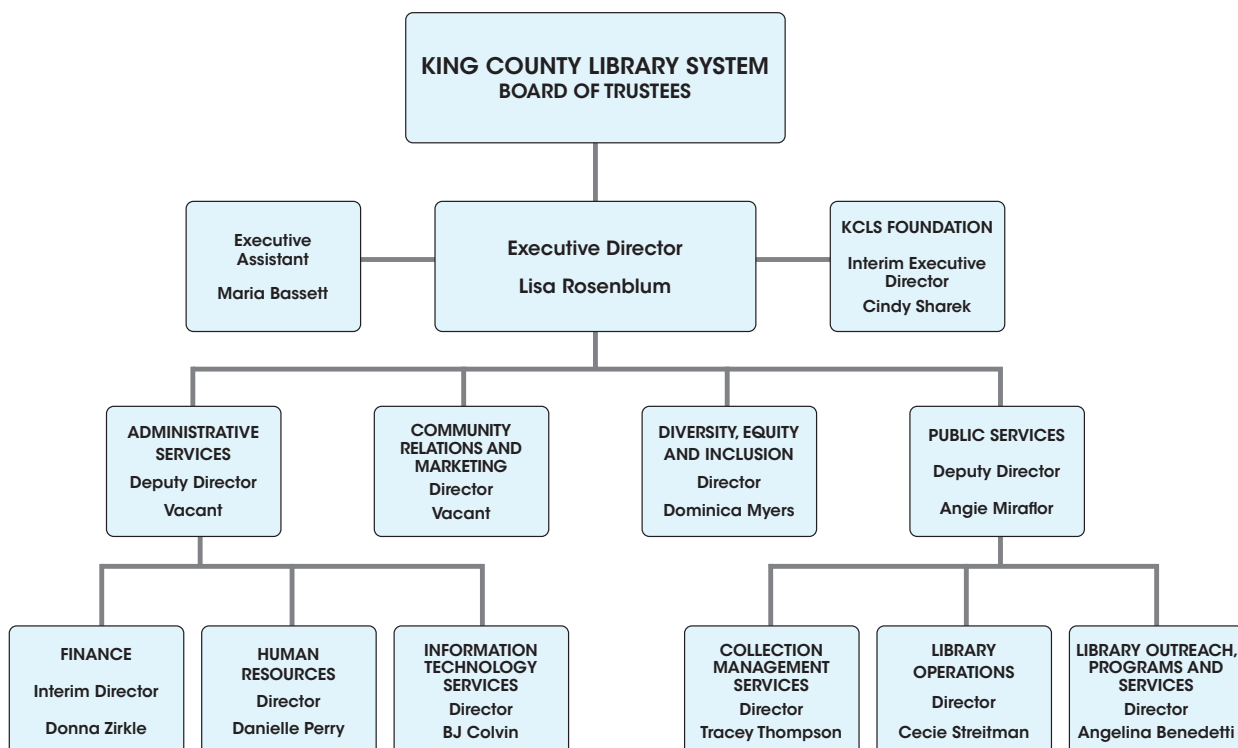 KING COUNTY LIBRARY SYSTEM
BOARD OF TRUSTEES
Executive
Assistant
Maria Bassett
Executive Director
Lisa Rosenblum
KCLS FOUNDATION
Interim Executive
Director
Cindy Sharek
ADMINISTRATIVE
SERVICES
Deputy Director
Vacant
COMMUNITY
RELATIONS AND
MARKETING
Director
Vacant
DIVERSITY, EQUITY
AND INCLUSION
Director
Dominica Myers
PUBLIC SERVICES
Deputy Director
Angie Miraflor
FINANCE
Interim Director
Donna Zirkle
HUMAN
RESOURCES
Director
Danielle Perry
INFORMATION
TECHNOLOGY
SERVICES
Director
BJ Colvin
COLLECTION
MANAGEMENT
SERVICES
Director
Tracey Thompson
LIBRARY
OPERATIONS
Director
Cecie Streitman
LIBRARY OUTREACH,
PROGRAMS AND
SERVICES
Director
Angelina Benedetti